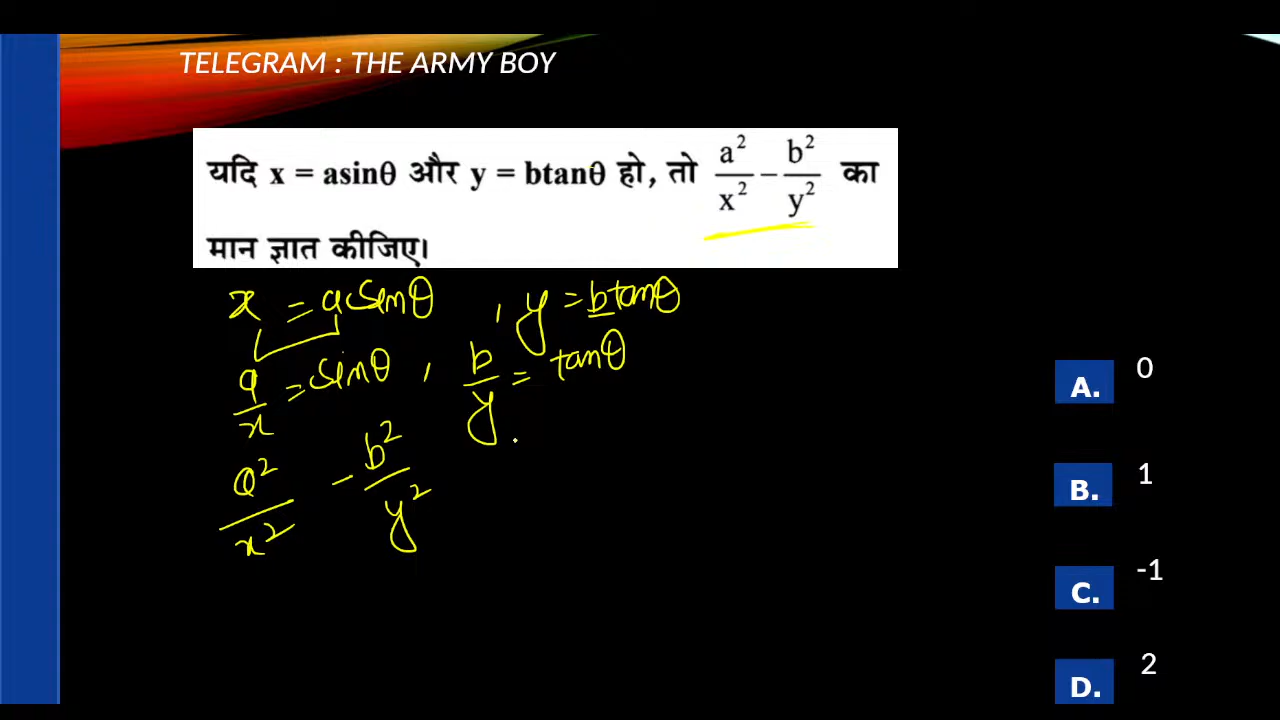 TELEGRAM : THE ARMY BOY
यदि x = asinθ और y = btanθ हो, तो a²/x² - b²/y² का
मान ज्ञात कीजिए।
x = a sinθ , y = btanθ
a/x = sinθ , b/y = tanθ
a²/x² - b²/y²
A. 0
B. 1
C. -1
D. 2